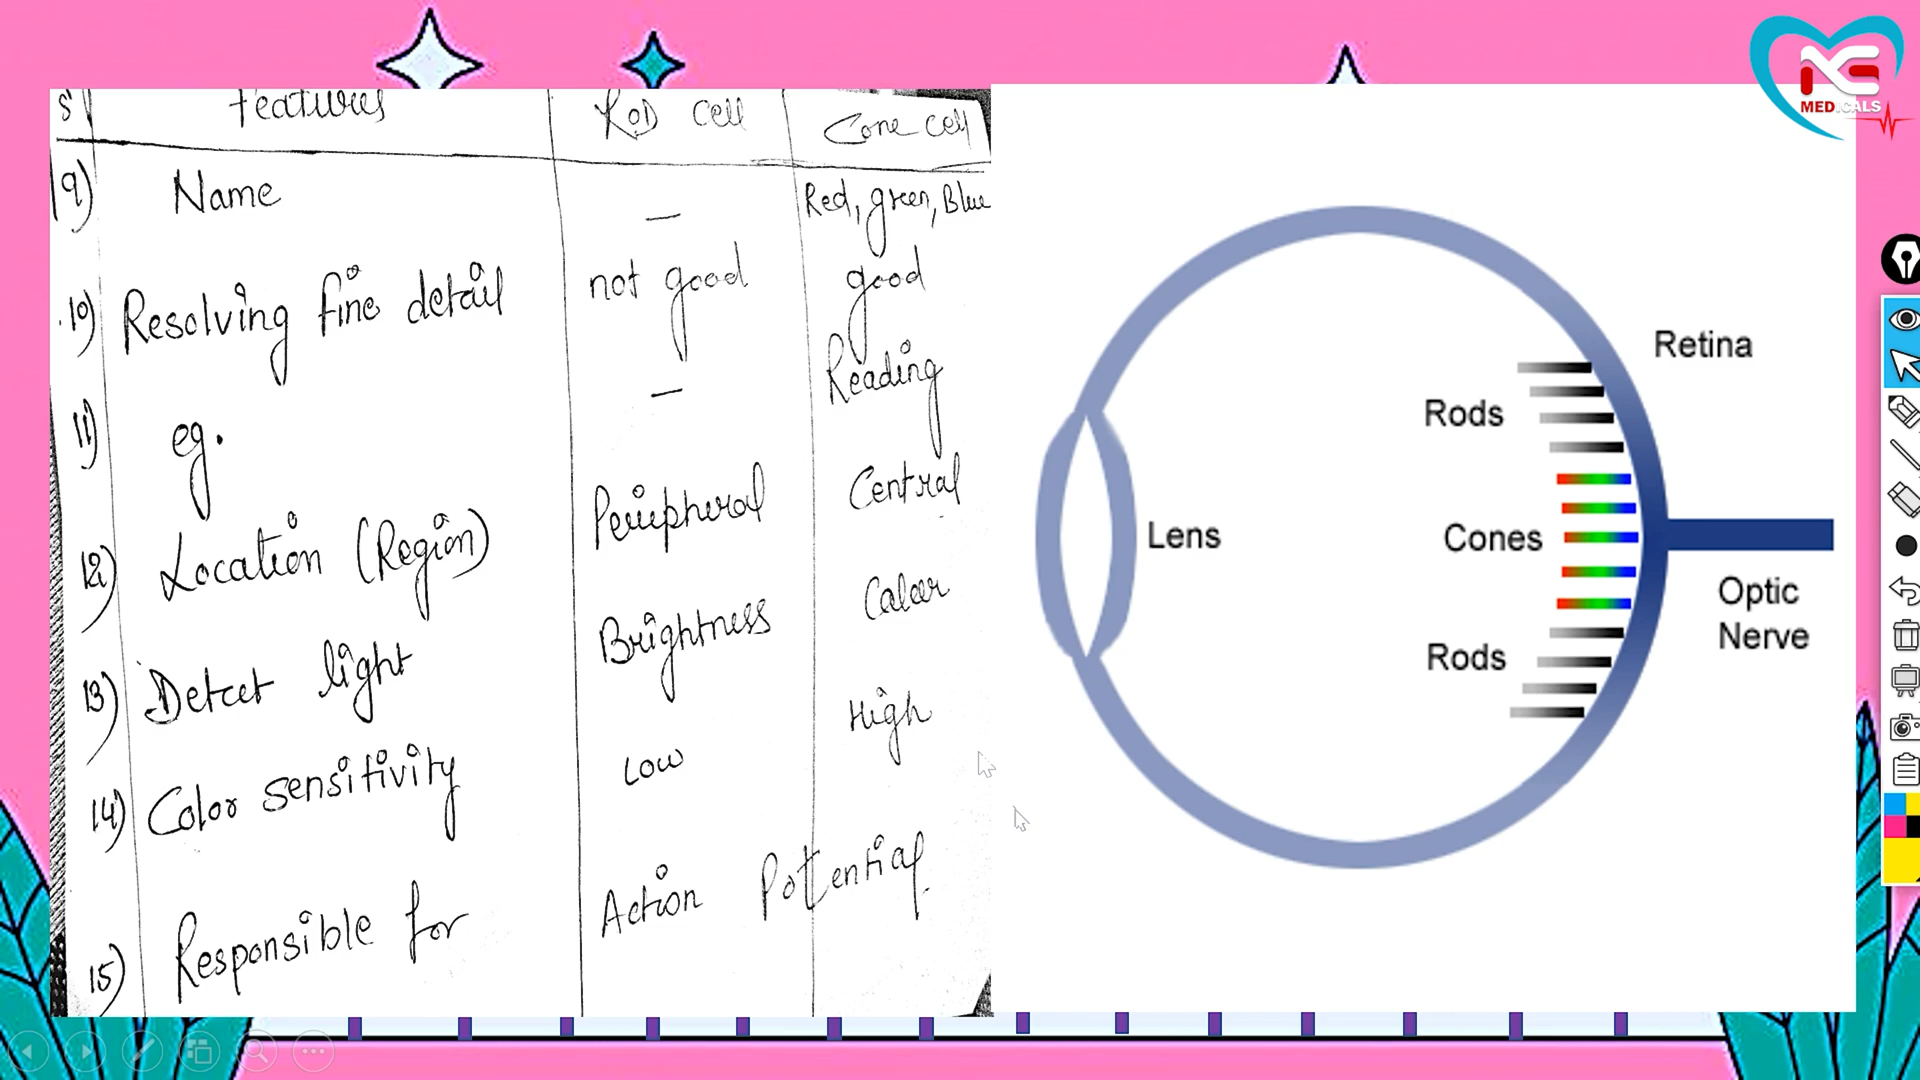 S Features ROD cell Cone cell
9) Name — Red, green, Blue
10) Resolving fine detail not good good
11) eg. — Reading
12) Location (Region) Peripheral Central
13) Detect light Brightness Color
14) Color sensitivity Low High
15) Responsible for Action Potential
Retina
Rods
Lens
Cones
Optic
Nerve
Rods
MEDICALS